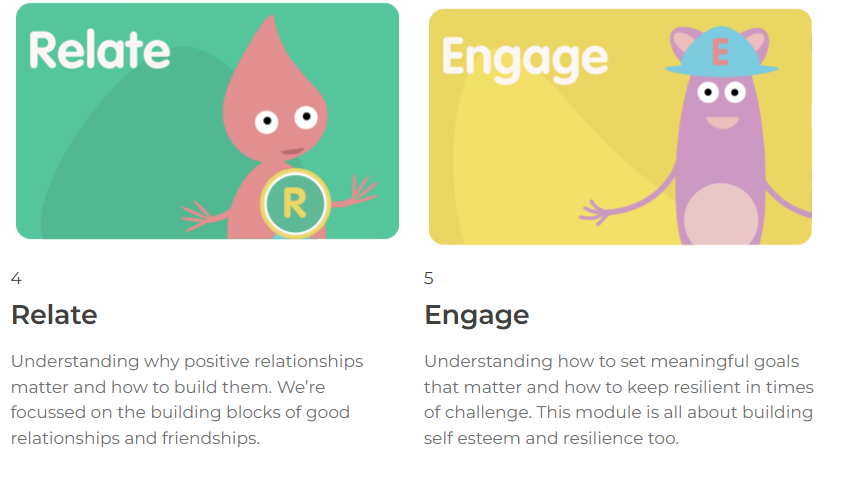 Relate
R
4
Relate
Understanding why positive relationships
matter and how to build them. We’re
focussed on the building blocks of good
relationships and friendships.
Engage
E
5
Engage
Understanding how to set meaningful goals
that matter and how to keep resilient in times
of challenge. This module is all about building
self esteem and resilience too.